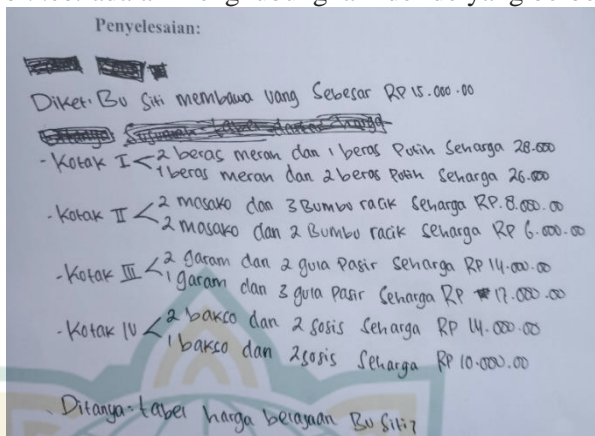 Penyelesaian:
Diket: Bu Siti membawa uang Sebesar RP 15.000.00
- Kotak I < 2 beras merah dan 1 beras Putih Seharga 28.000
1 beras merah dan 2 beras Putih Seharga 26.000
- Kotak II < 2 masako dan 3 Bumbu racik Seharga RP. 8.000.00
2 masako dan 2 Bumbu racik Seharga RP 6.000.00
- Kotak III < 2 garam dan 2 gula Pasir Seharga RP 14.000.00
1 garam dan 3 gula Pasir Seharga RP 17.000.00
- Kotak IV < 2 bakso dan 2 sosis Seharga RP 14.000.00
1 bakso dan 2 sosis Seharga RP 10.000.00
Ditanya: tabel harga belanjaan Bu Siti?